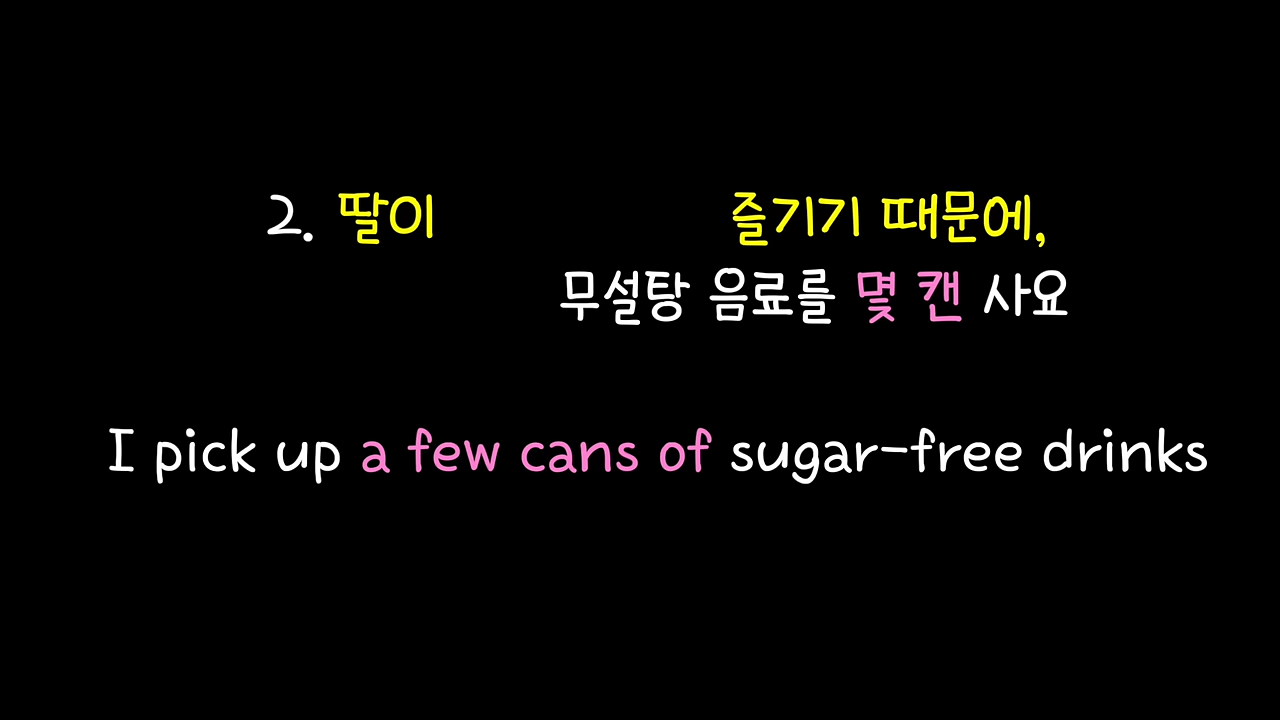 2. 딸이 즐기기 때문에,
무설탕 음료를 몇 캔 사요
I pick up a few cans of sugar-free drinks